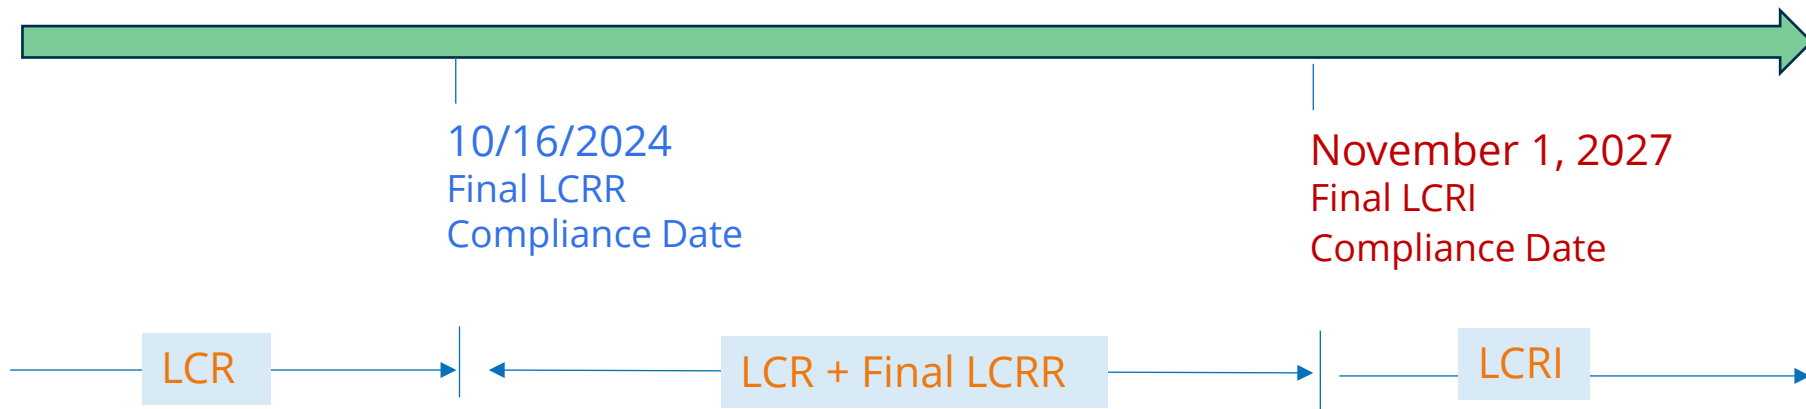 10/16/2024
Final LCRR
Compliance Date
November 1, 2027
Final LCRI
Compliance Date
LCR
LCR + Final LCRR
LCRI